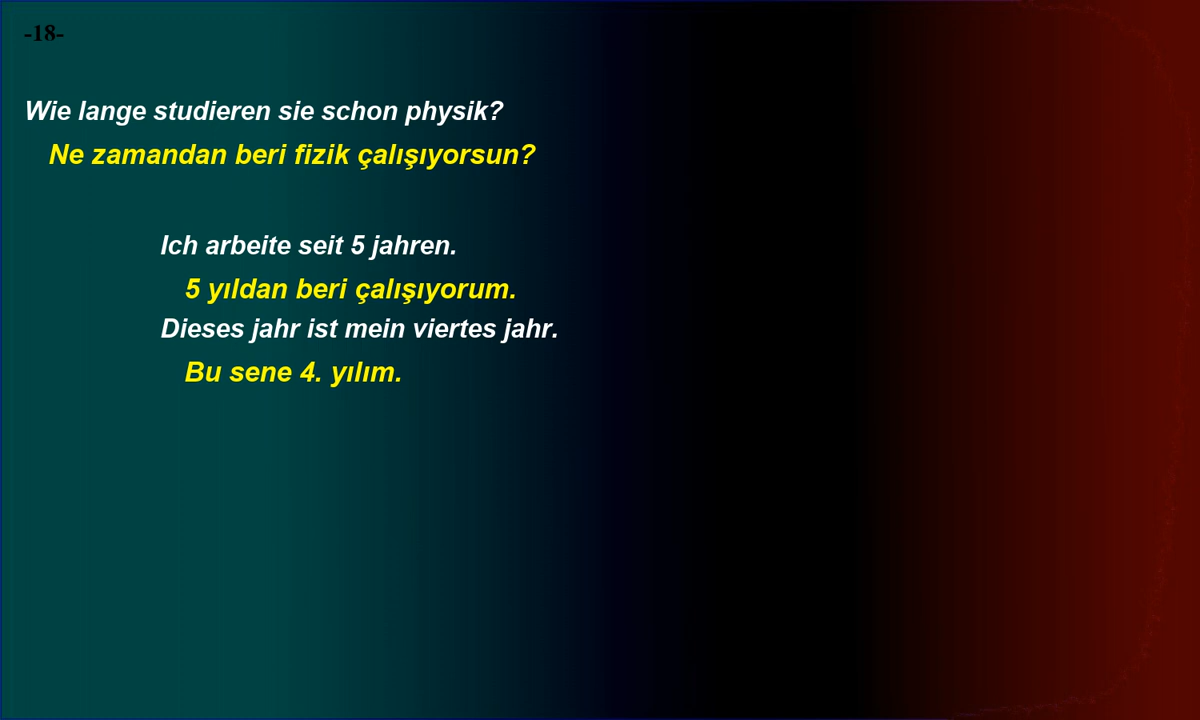 -18-
Wie lange studieren sie schon physik?
Ne zamandan beri fizik çalışıyorsun?
Ich arbeite seit 5 jahren.
5 yıldan beri çalışıyorum.
Dieses jahr ist mein viertes jahr.
Bu sene 4. yılım.